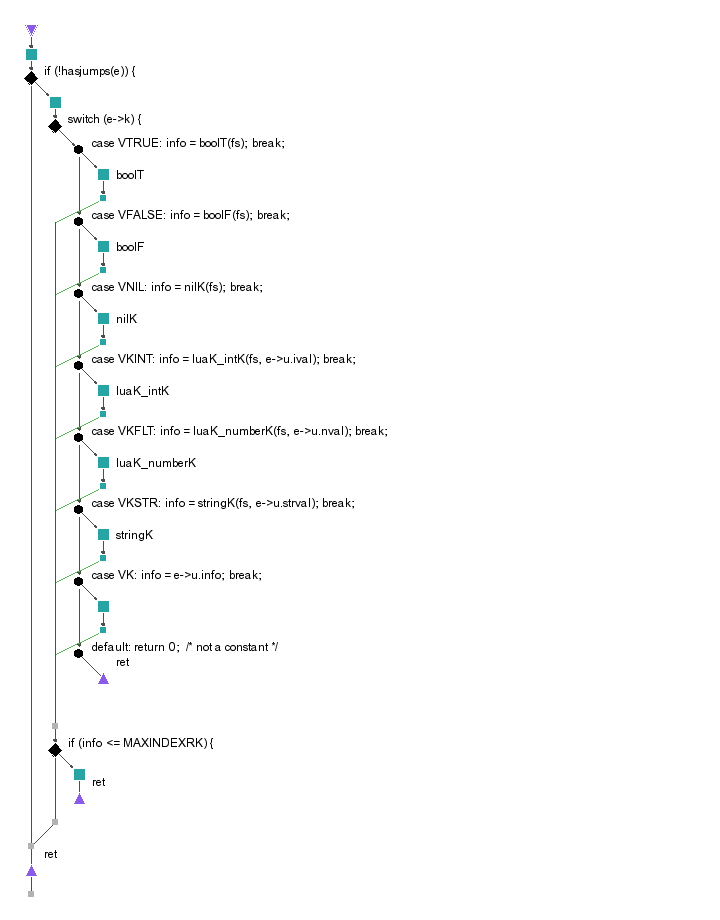 if (!hasjumps(e)) {
switch (e->k) {
case VTRUE: info = boolT(fs); break;
boolT
case VFALSE: info = boolF(fs); break;
boolF
case VNIL: info = nilK(fs); break;
nilK
case VKINT: info = luaK_intK(fs, e->u.ival); break;
luaK_intK
case VKFLT: info = luaK_numberK(fs, e->u.nval); break;
luaK_numberK
case VKSTR: info = stringK(fs, e->u.strval); break;
stringK
case VK: info = e->u.info; break;
default: return 0;  /* not a constant */
ret
if (info <= MAXINDEXRK) {
ret
ret